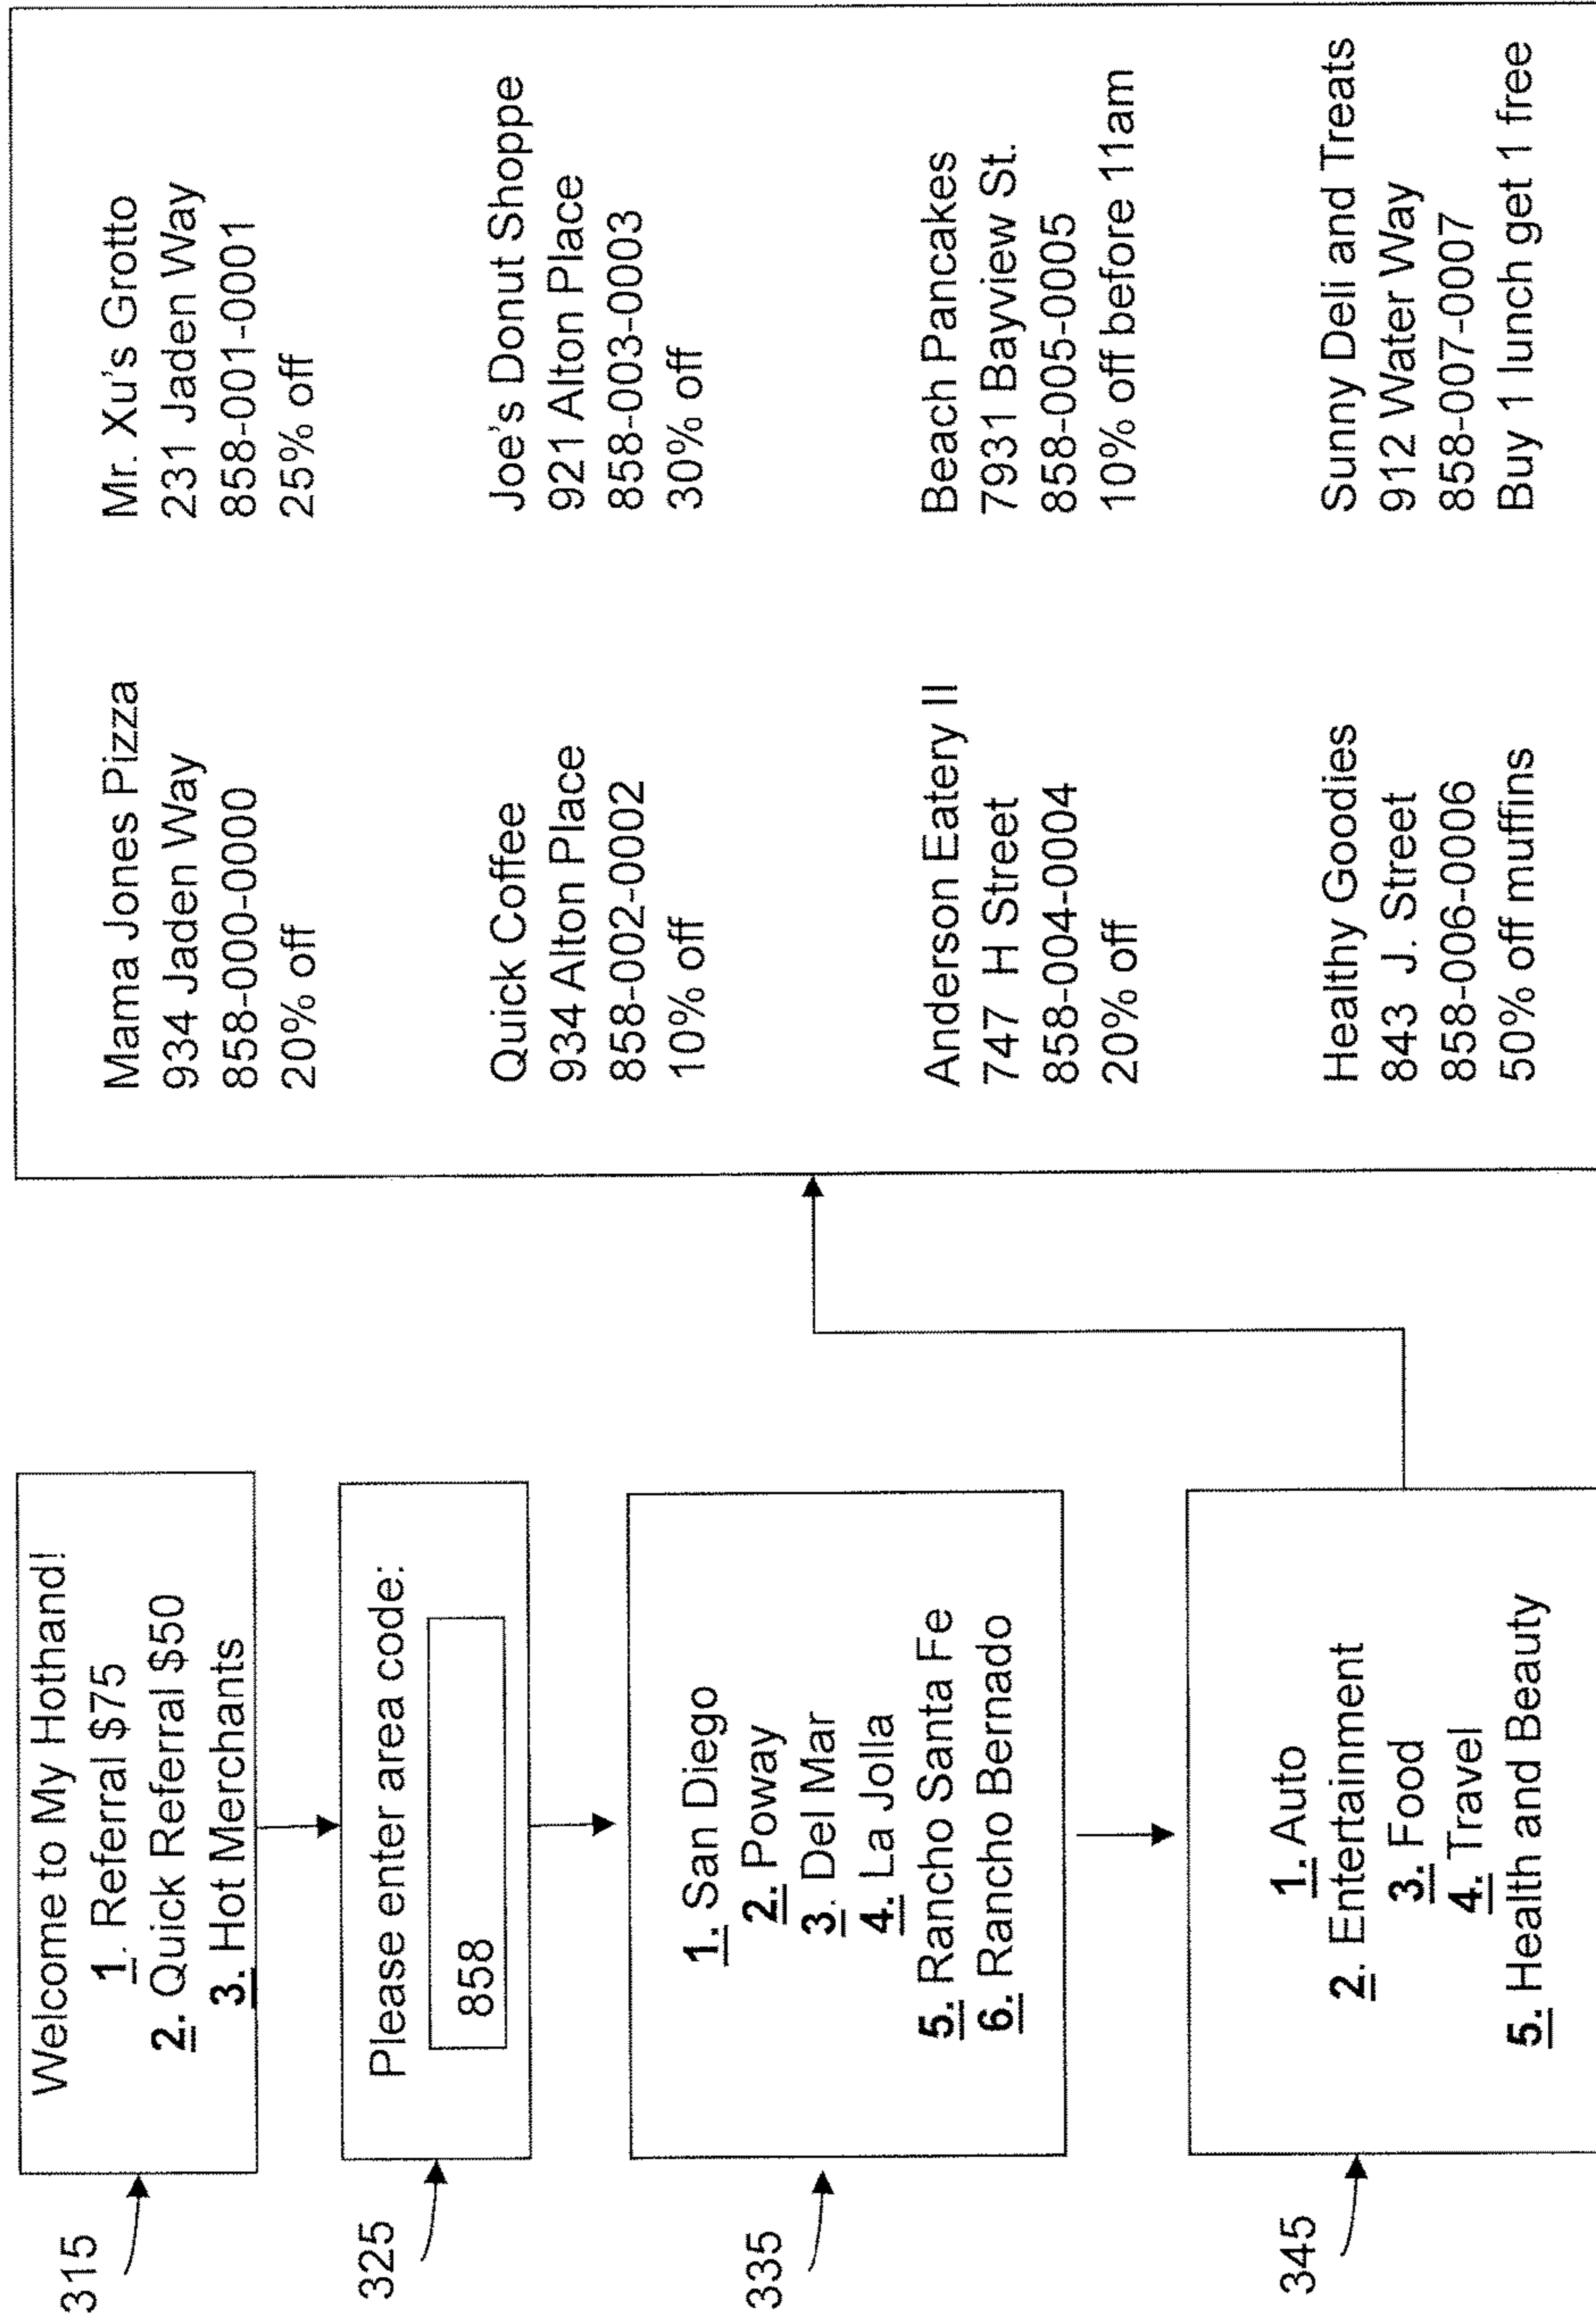 315
Welcome to My Hothand!
1. Referral $75
2. Quick Referral $50
3. Hot Merchants
325
Please enter area code:
858
335
1. San Diego
2. Poway
3. Del Mar
4. La Jolla
5. Rancho Santa Fe
6. Rancho Bernado
345
1. Auto
2. Entertainment
3. Food
4. Travel
5. Health and Beauty
Mama Jones Pizza
934 Jaden Way
858-000-0000
20% off
Mr. Xu's Grotto
231 Jaden Way
858-001-0001
25% off
Quick Coffee
934 Alton Place
858-002-0002
10% off
Joe's Donut Shoppe
921 Alton Place
858-003-0003
30% off
Anderson Eatery II
747 H Street
858-004-0004
20% off
Beach Pancakes
7931 Bayview St.
858-005-0005
10% off before 11am
Healthy Goodies
843 J. Street
858-006-0006
50% off muffins
Sunny Deli and Treats
912 Water Way
858-007-0007
Buy 1 lunch get 1 free